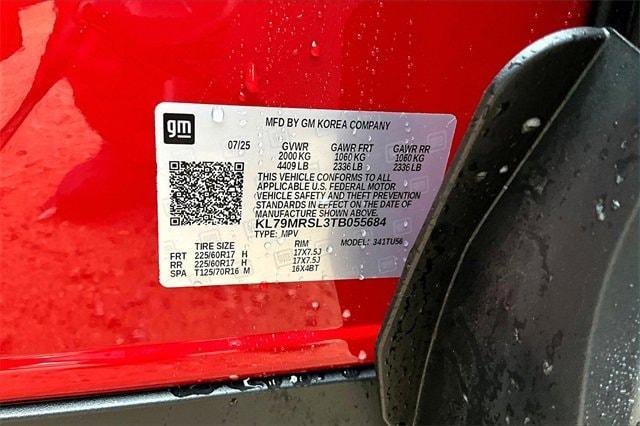 gm
MFD BY GM KOREA COMPANY
07/25 GVWR GAWR FRT GAWR RR
2000 KG 1060 KG 1060 KG
4409 LB 2336 LB 2336 LB
THIS VEHICLE CONFORMS TO ALL
APPLICABLE U.S. FEDERAL MOTOR
VEHICLE SAFETY AND THEFT PREVENTION
STANDARDS IN EFFECT ON THE DATE OF
MANUFACTURE SHOWN ABOVE.
KL79MRSL3TB055684
TYPE: MPV MODEL: 341TU56
TIRE SIZE RIM
FRT 225/60R17 H 17X7.5J
RR 225/60R17 H 17X7.5J
SPA T125/70R16 M 16X4BT